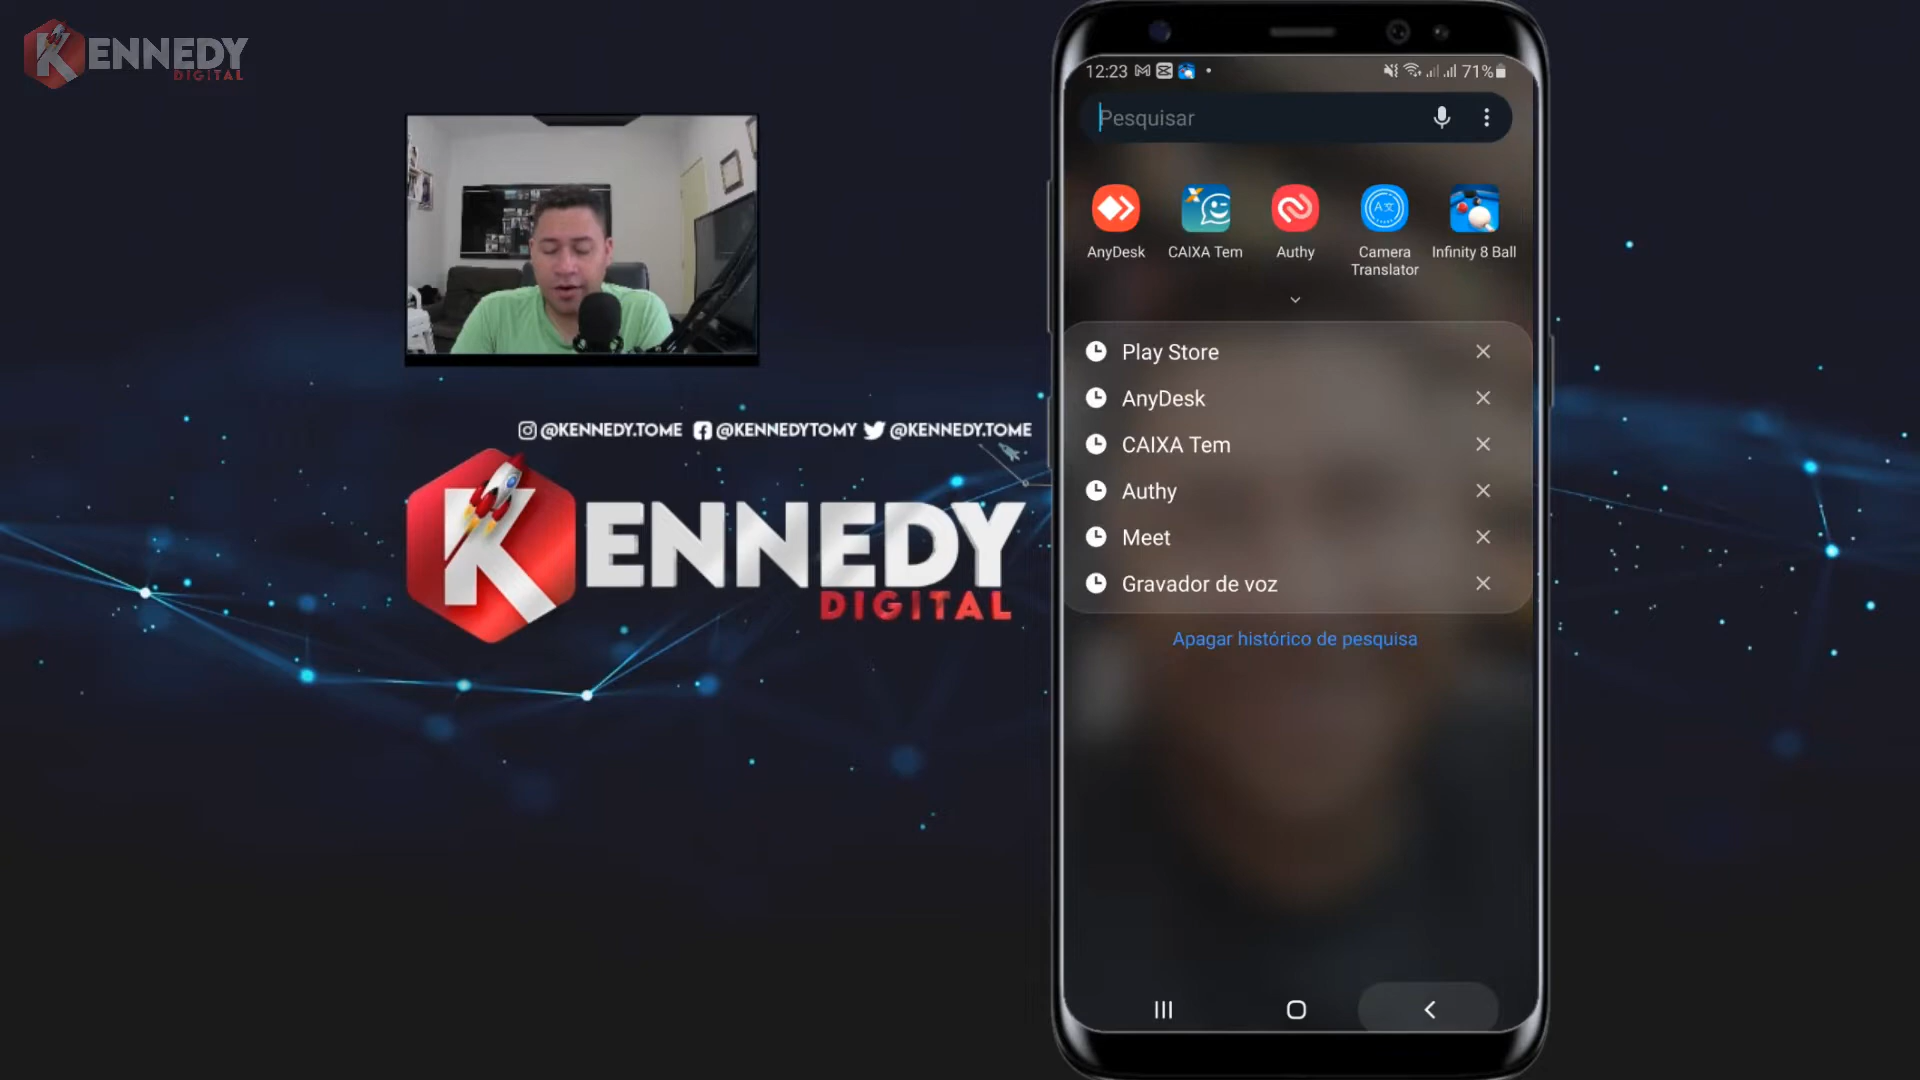 KENNEDY
DIGITAL
@KENNEDY.TOME @KENNEDYTOMY @KENNEDY.TOME
KENNEDY
DIGITAL
12:23 71%
Pesquisar
AnyDesk
CAIXA Tem
Authy
Camera
Translator
Infinity 8 Ball
Play Store
AnyDesk
CAIXA Tem
Authy
Meet
Gravador de voz
Apagar histórico de pesquisa